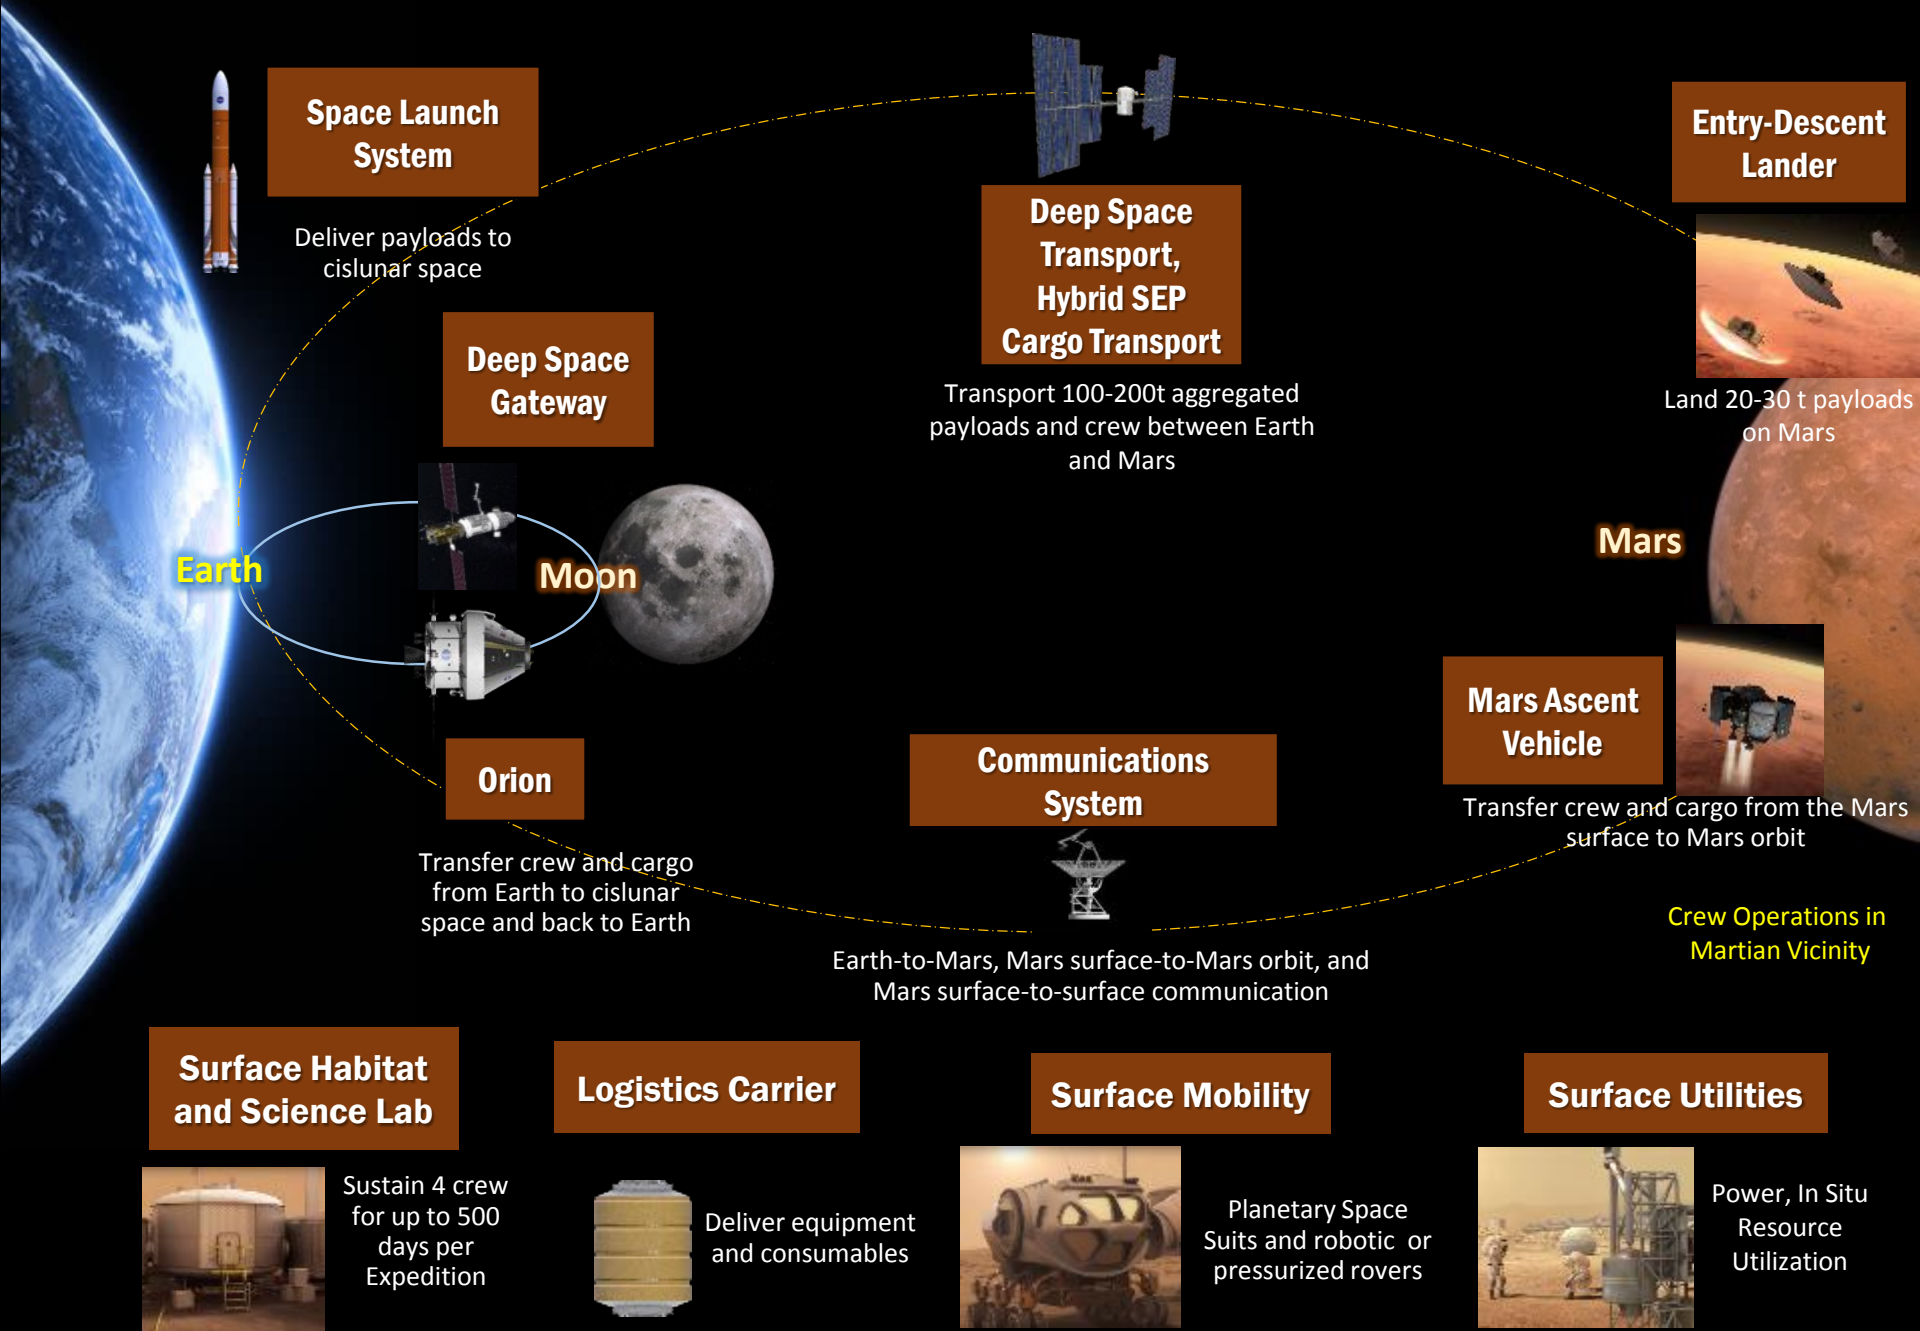 Space Launch
System
Deliver payloads to
cislunar space
Deep Space
Transport,
Hybrid SEP
Cargo Transport
Transport 100-200t aggregated
payloads and crew between Earth
and Mars
Entry-Descent
Lander
Land 20-30 t payloads
on Mars
Deep Space
Gateway
Earth
Moon
Mars
Orion
Transfer crew and cargo
from Earth to cislunar
space and back to Earth
Communications
System
Earth-to-Mars, Mars surface-to-Mars orbit, and
Mars surface-to-surface communication
Mars Ascent
Vehicle
Transfer crew and cargo from the Mars
surface to Mars orbit
Crew Operations in
Martian Vicinity
Surface Habitat
and Science Lab
Sustain 4 crew
for up to 500
days per
Expedition
Logistics Carrier
Deliver equipment
and consumables
Surface Mobility
Planetary Space
Suits and robotic  or
pressurized rovers
Surface Utilities
Power, In Situ
Resource
Utilization